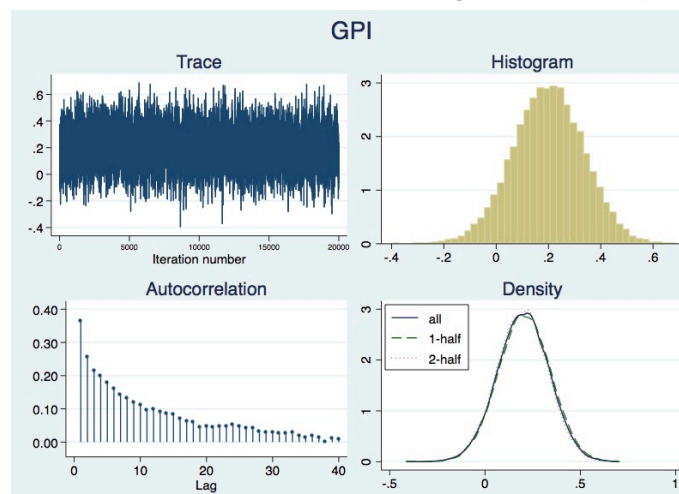 GPI
Trace
.6
.4
.2
0
-.2
-.4
0 5000 10000 15000 20000
Iteration number
Histogram
3
2
1
0
-.4 -.2 0 .2 .4 .6
Autocorrelation
0.40
0.30
0.20
0.10
0.00
0 10 20 30 40
Lag
Density
all
1-half
2-half
3
2
1
0
-.5 0 .5 1